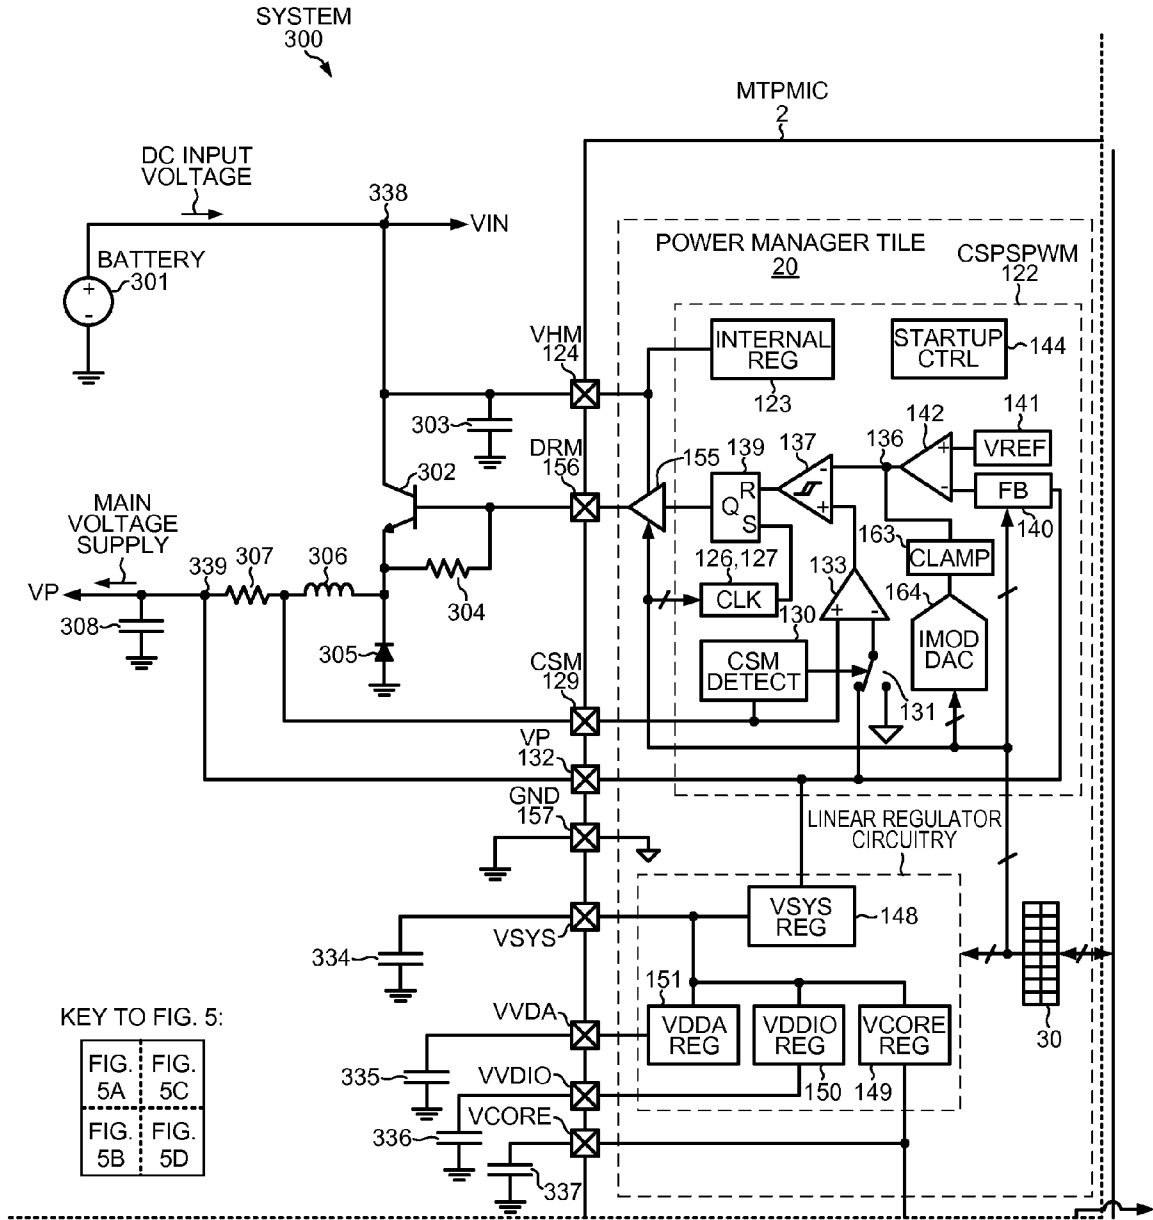 SYSTEM
300
MTPMIC
2
DC INPUT
VOLTAGE
338
VIN
BATTERY
301
+
-
POWER MANAGER TILE
20
CSPSPWM
122
VHM
124
INTERNAL
REG
123
STARTUP
CTRL
144
303
DRM
156
302
155
139
137
136
142
141
VREF
+
-
FB
140
R
Q
S
-
+
163
CLAMP
126,127
CLK
133
+
-
164
IMOD
DAC
130
CSM
DETECT
131
MAIN
VOLTAGE
SUPPLY
VP
339
307
306
304
308
305
CSM
129
VP
132
GND
157
LINEAR REGULATOR
CIRCUITRY
VSYS
REG
148
VSYS
334
151
VDDA
REG
VDDIO
REG
VCORE
REG
150
149
30
VVDA
335
VVDIO
336
VCORE
337
KEY TO FIG. 5:
FIG.
5A
FIG.
5C
FIG.
5B
FIG.
5D